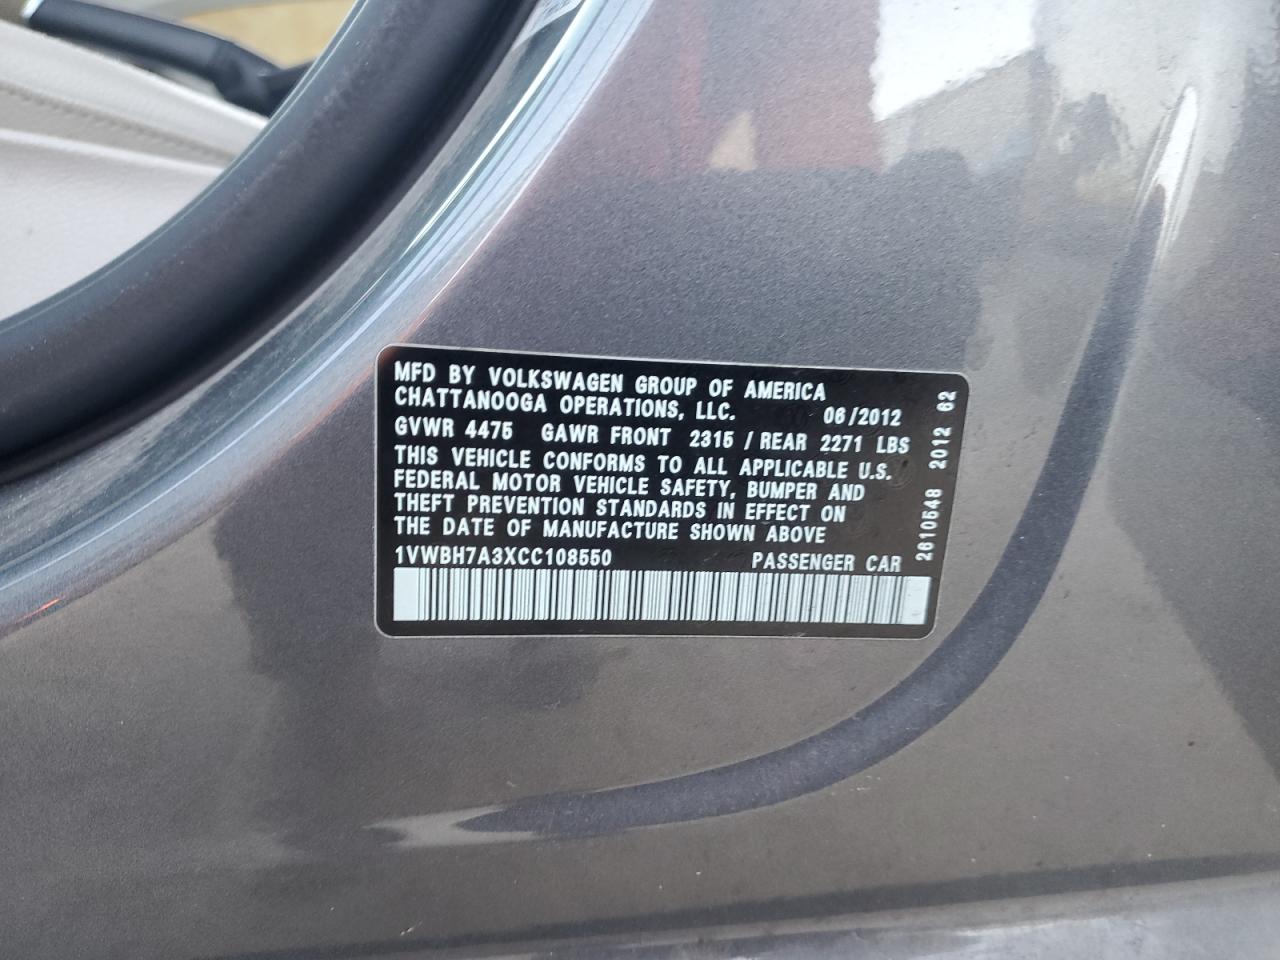 MFD BY VOLKSWAGEN GROUP OF AMERICA
CHATTANOOGA OPERATIONS, LLC. 06/2012
GVWR 4475 GAWR FRONT 2315 / REAR 2271 LBS
THIS VEHICLE CONFORMS TO ALL APPLICABLE U.S.
FEDERAL MOTOR VEHICLE SAFETY, BUMPER AND
THEFT PREVENTION STANDARDS IN EFFECT ON
THE DATE OF MANUFACTURE SHOWN ABOVE
1VWBH7A3XCC108550 PASSENGER CAR
2610548 2012 62